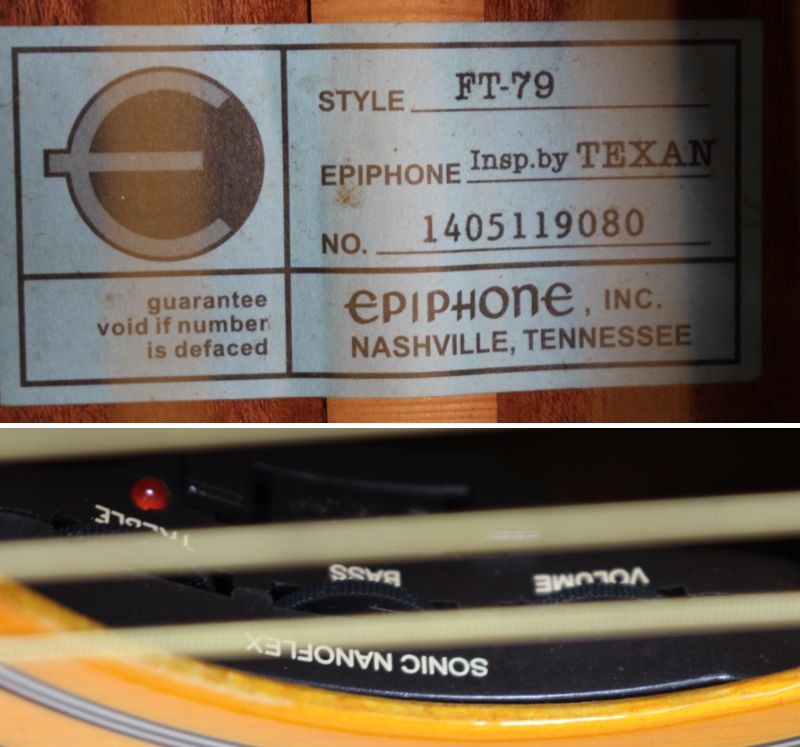 STYLE FT-79
EPIPHONE Insp.by TEXAN
NO. 1405119080
guarantee
void if number
is defaced
EPIPHONE, INC.
NASHVILLE, TENNESSEE
TREBLE
BASS
VOLUME
SONIC NANOFLEX